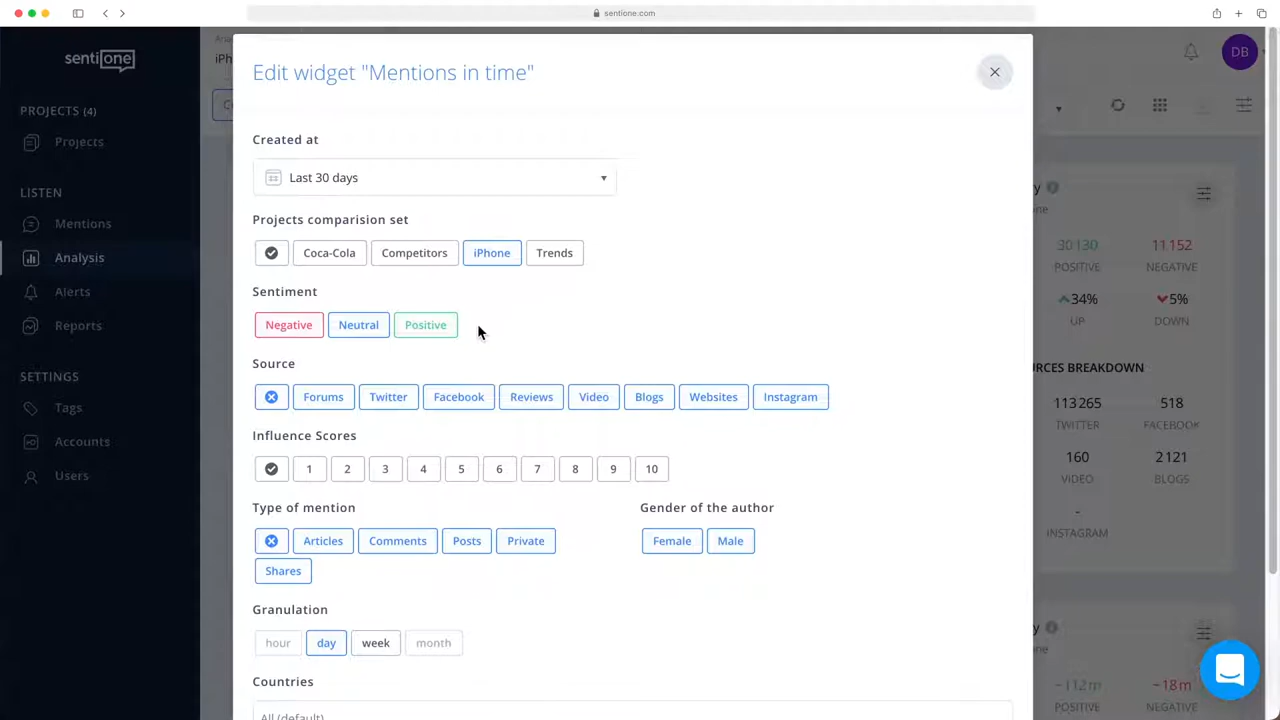 sentione.com
senti[one
DB
PROJECTS (4)
Projects
LISTEN
Mentions
Analysis
Alerts
Reports
SETTINGS
Tags
Accounts
Users
Edit widget "Mentions in time"
Created at
Last 30 days
Projects comparision set
Coca-Cola Competitors iPhone Trends
Sentiment
Negative Neutral Positive
Source
Forums Twitter Facebook Reviews Video Blogs Websites Instagram
Influence Scores
1 2 3 4 5 6 7 8 9 10
Type of mention
Articles Comments Posts Private
Shares
Gender of the author
Female Male
Granulation
hour day week month
Countries
All (default)
30 130 11 152
POSITIVE NEGATIVE
34% 5%
UP DOWN
URCES BREAKDOWN
113 265 518
TWITTER FACEBOOK
160 2 121
VIDEO BLOGS
-
INSTAGRAM
~112m ~18m
POSITIVE NEGATIVE